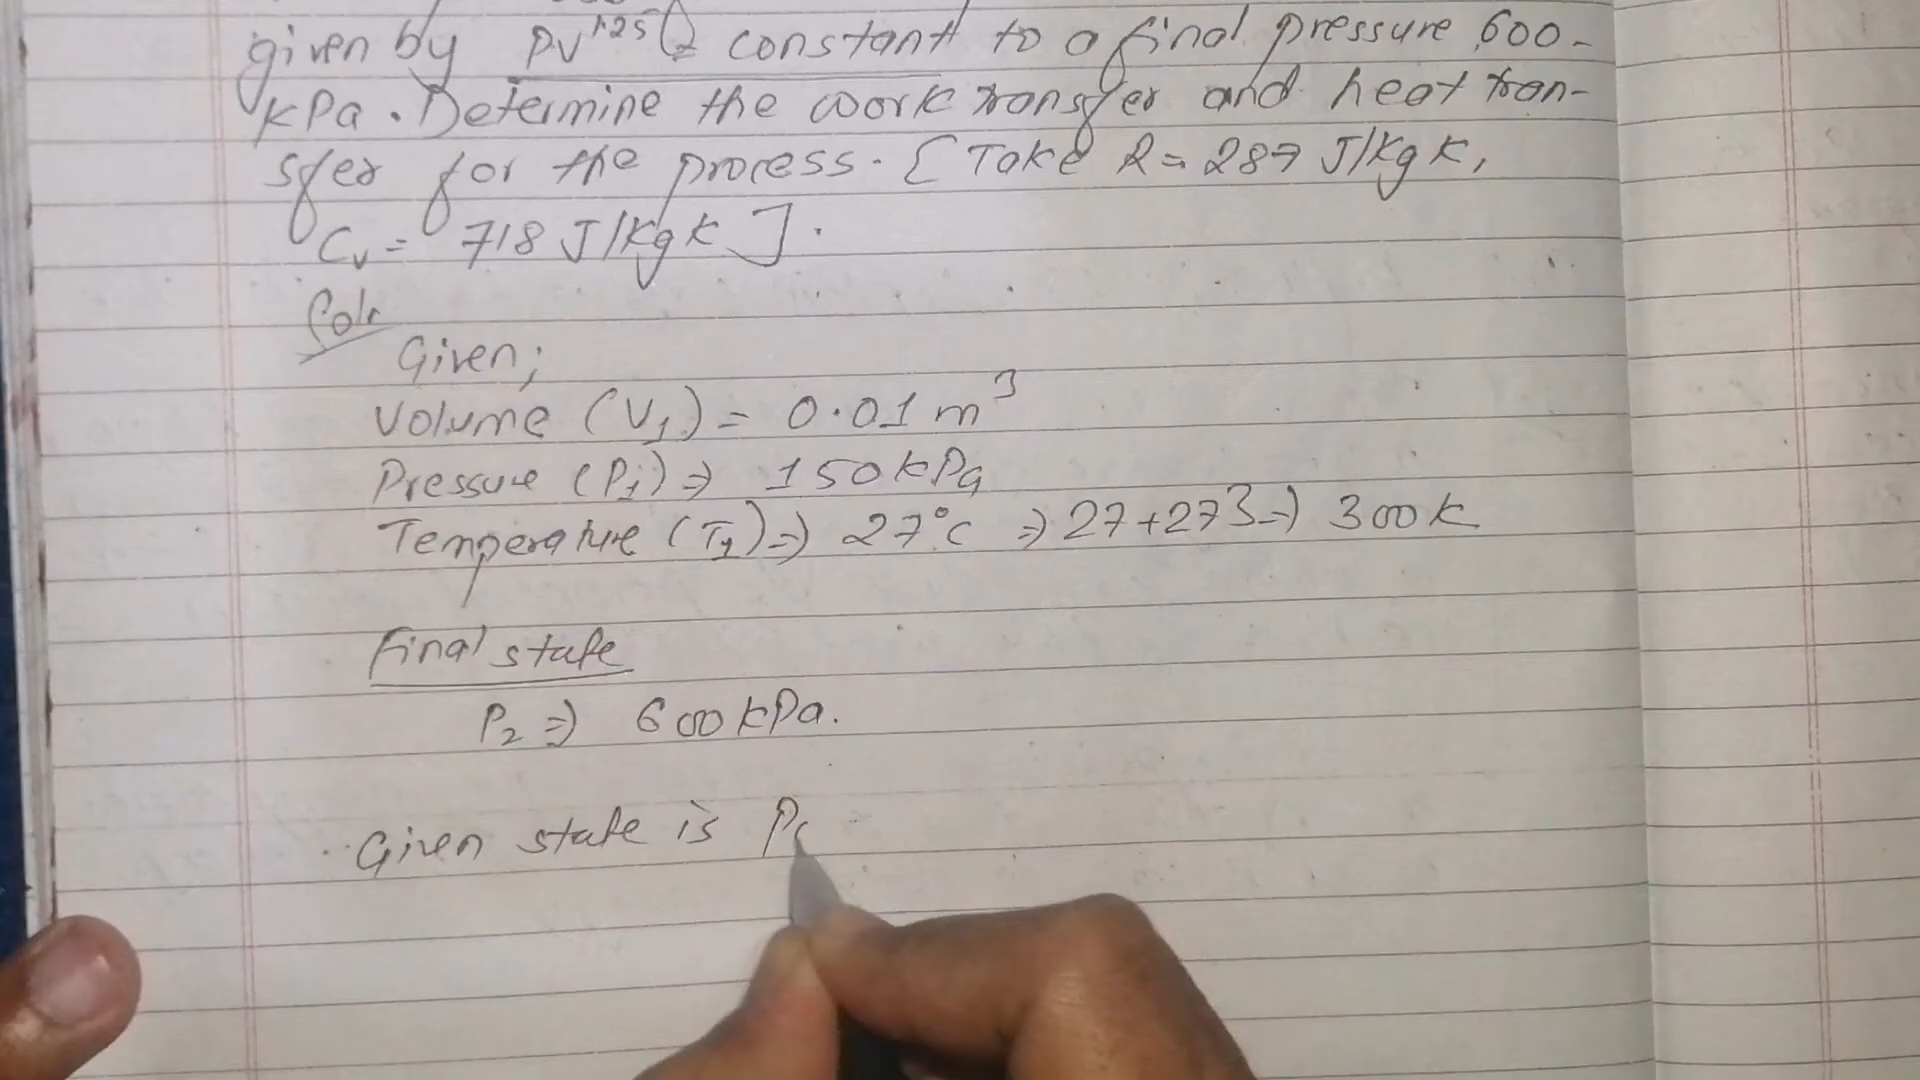 given by PV^1.25 = constant to a final pressure 600-
kPa. Determine the work transfer and heat tran-
sfer for the process. [Take R = 287 J/kg K,
Cv = 718 J/kg K ].
Soln
Given;
Volume (V1) = 0.01 m³
Pressure (P1) ⇒ 150 kPa
Temperature (T1) ⇒ 27°C ⇒ 27+273 ⇒ 300 K
Final state
P2 ⇒ 600 kPa.
Given state is P